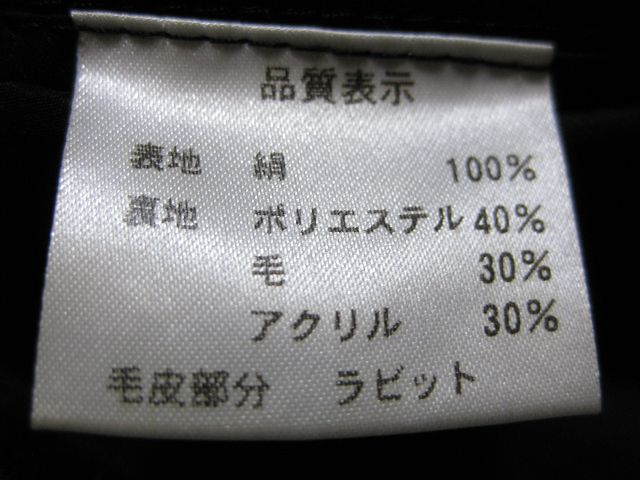 品質表示
表地 絹 100%
裏地 ポリエステル 40%
毛 30%
アクリル 30%
毛皮部分 ラビット